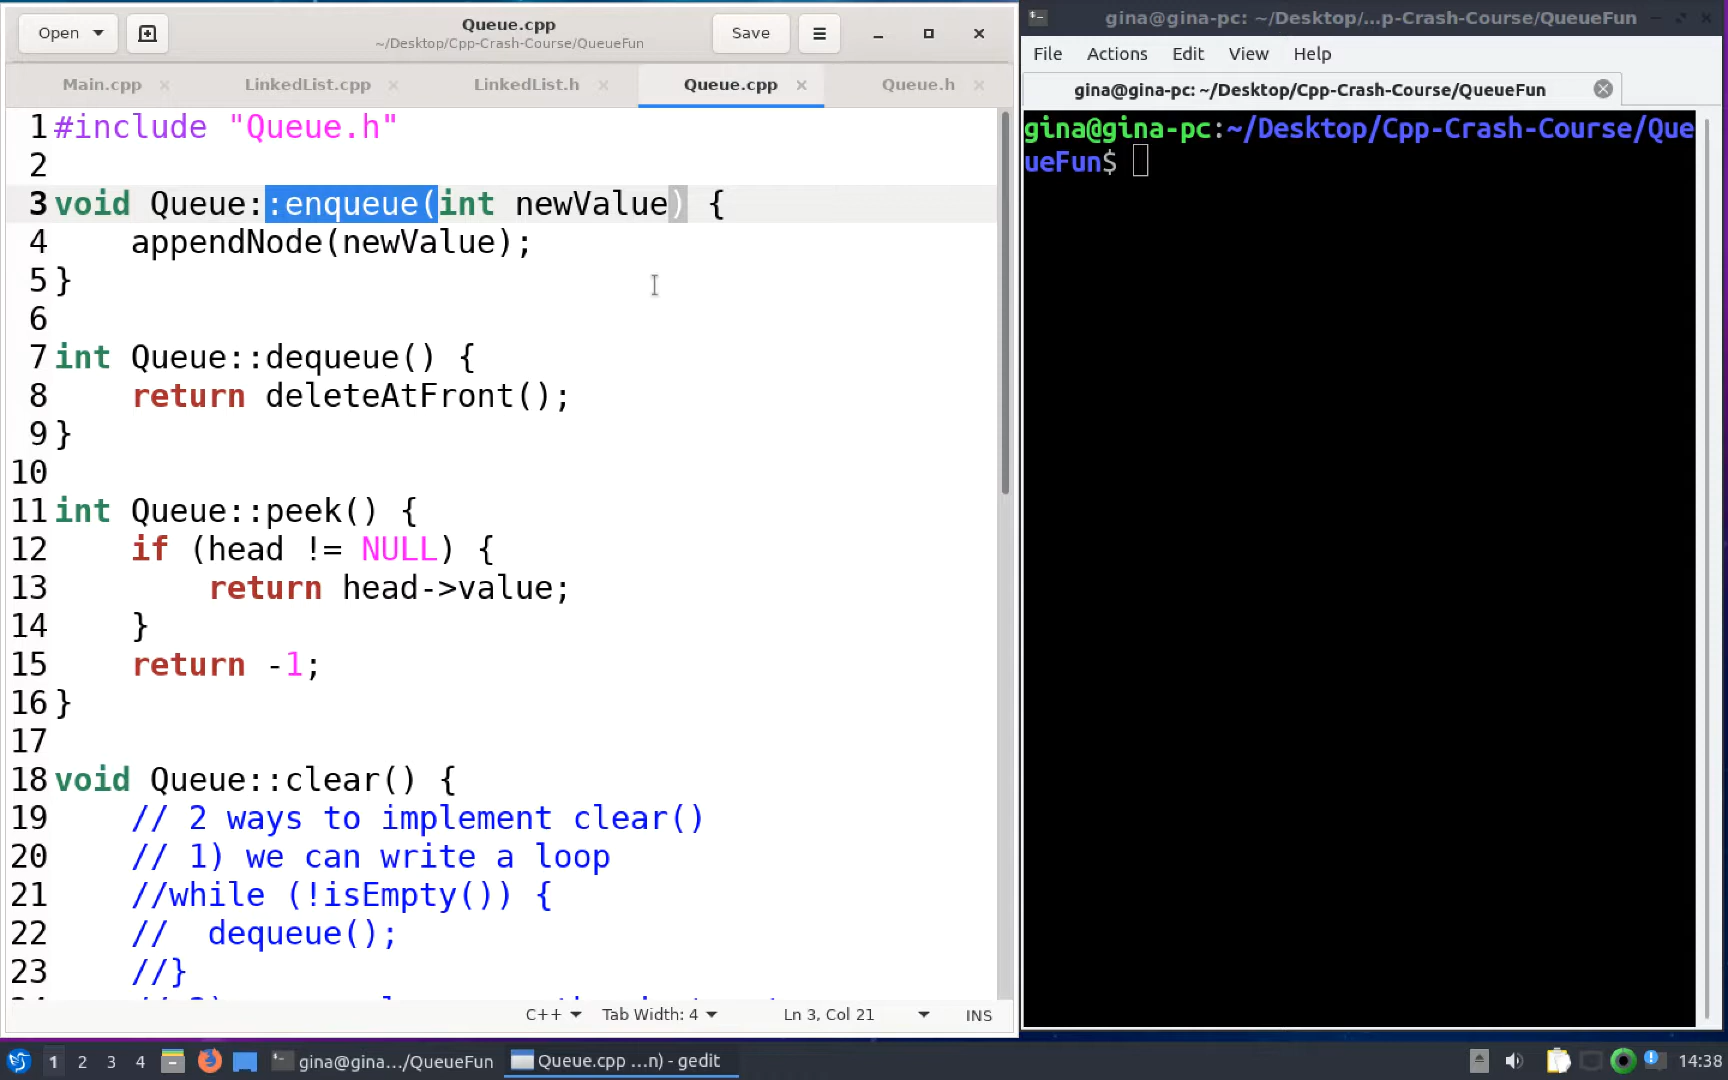 Open
Queue.cpp
~/Desktop/Cpp-Crash-Course/QueueFun
Save
Main.cpp
LinkedList.cpp
LinkedList.h
Queue.cpp
Queue.h
1 #include "Queue.h"
2
3 void Queue::enqueue(int newValue) {
4     appendNode(newValue);
5 }
6
7 int Queue::dequeue() {
8     return deleteAtFront();
9 }
10
11 int Queue::peek() {
12     if (head != NULL) {
13         return head->value;
14     }
15     return -1;
16 }
17
18 void Queue::clear() {
19     // 2 ways to implement clear()
20     // 1) we can write a loop
21     //while (!isEmpty()) {
22     //  dequeue();
23     //}
C++
Tab Width: 4
Ln 3, Col 21
INS
gina@gina-pc: ~/Desktop/…p-Crash-Course/QueueFun
File Actions Edit View Help
gina@gina-pc: ~/Desktop/Cpp-Crash-Course/QueueFun
gina@gina-pc:~/Desktop/Cpp-Crash-Course/Que
ueFun$
1 2 3 4
gina@gina.../QueueFun
Queue.cpp ...n) - gedit
14:38